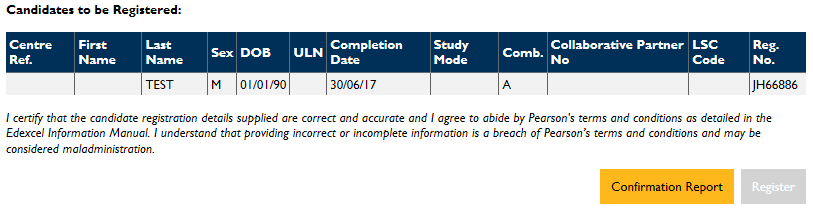 Candidates to be Registered:
Centre Ref. First Name Last Name Sex DOB ULN Completion Date Study Mode Comb. Collaborative Partner No LSC Code Reg. No.
TEST M 01/01/90 30/06/17 A JH66886
I certify that the candidate registration details supplied are correct and accurate and I agree to abide by Pearson's terms and conditions as detailed in the
Edexcel Information Manual. I understand that providing incorrect or incomplete information is a breach of Pearson's terms and conditions and may be
considered maladministration.
Confirmation Report Register